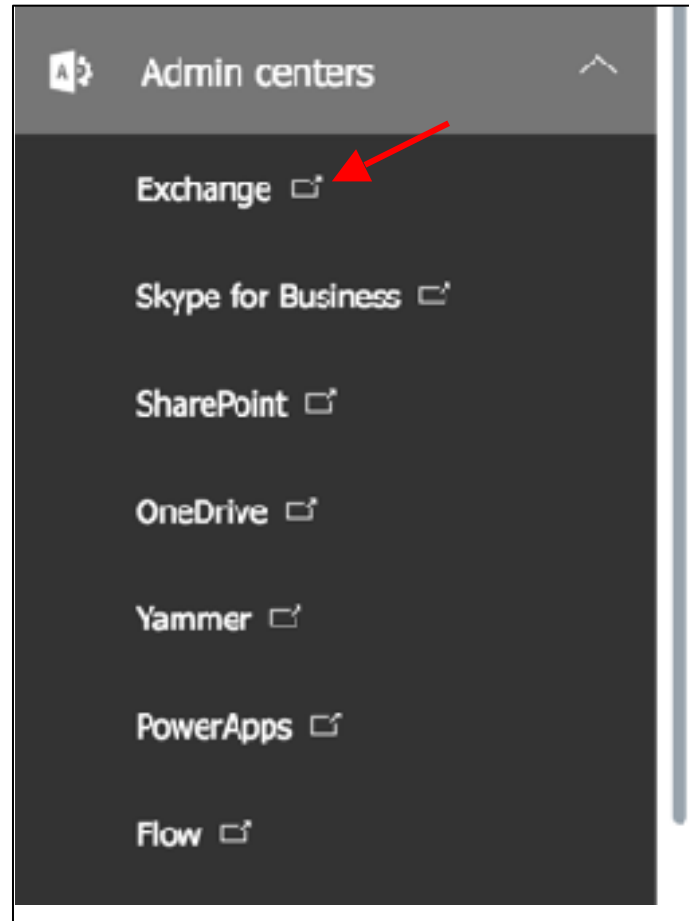 Admin centers
Exchange
Skype for Business
SharePoint
OneDrive
Yammer
PowerApps
Flow